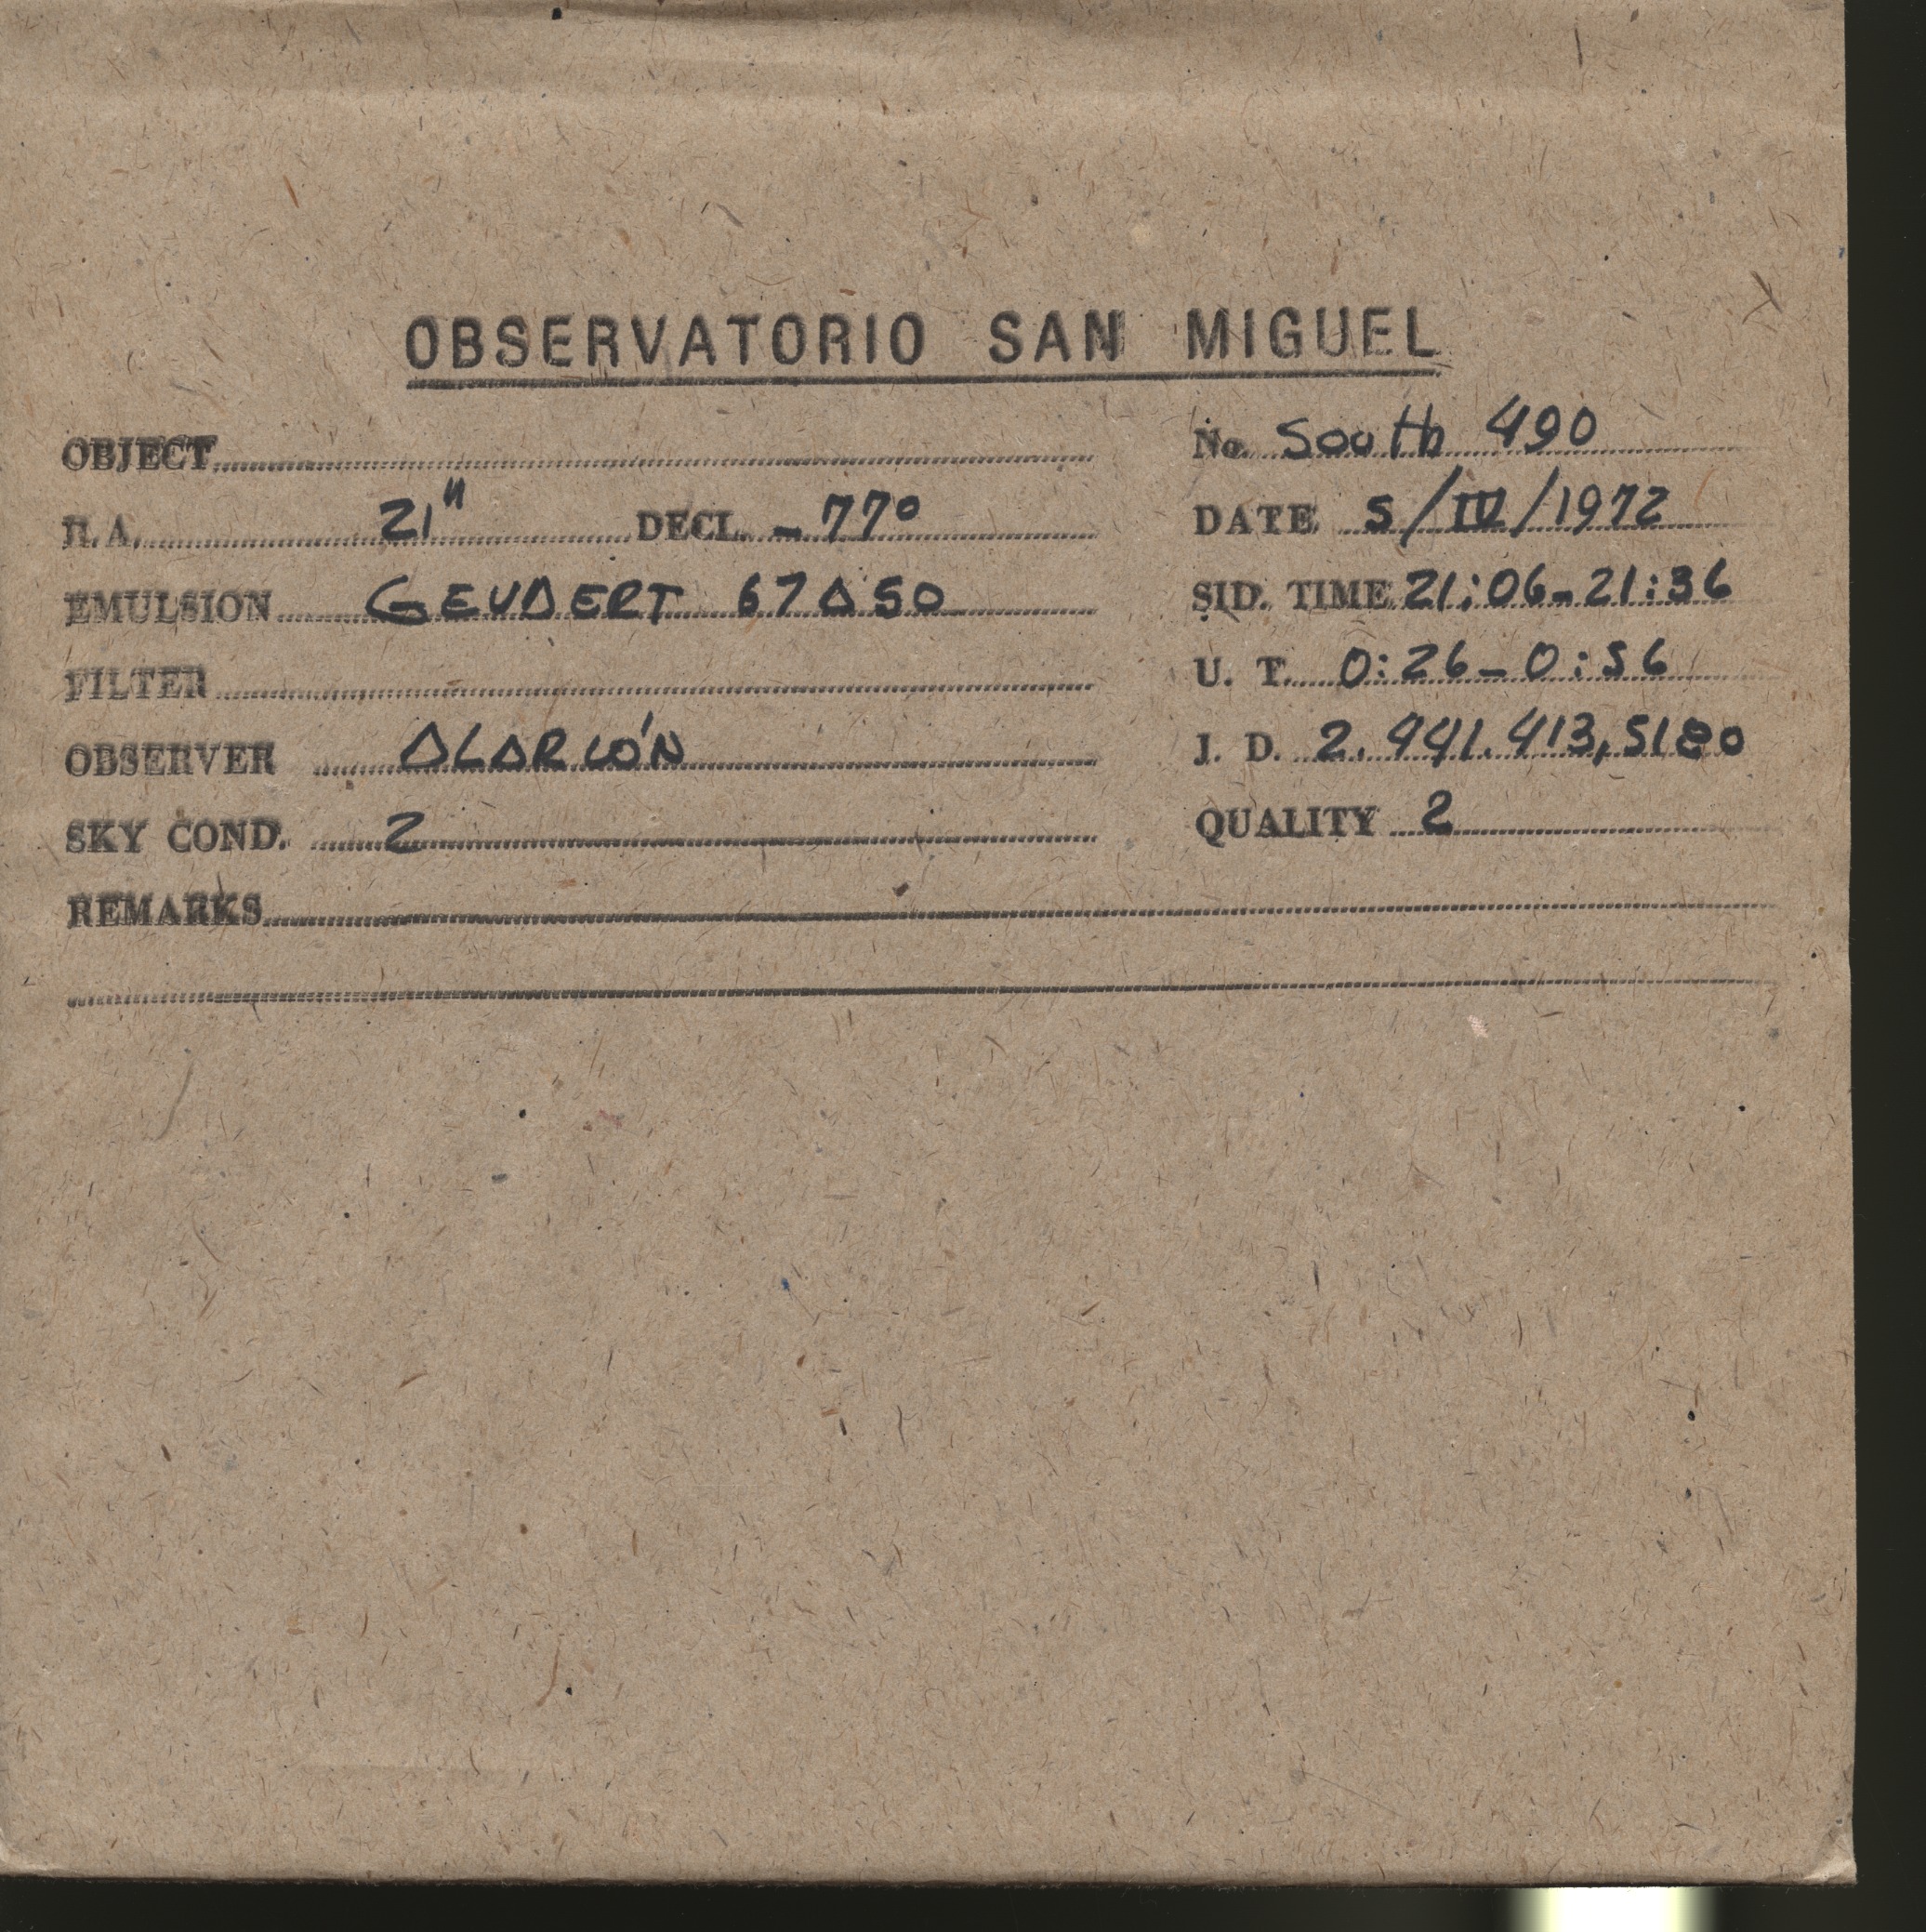 OBSERVATORIO SAN MIGUEL
OBJECT
No. South 490
R.A. 21H DECL. -77°
DATE 5/IV/1972
EMULSION GEVAERT 67A50
SID. TIME 21:06-21:36
FILTER
U. T. 0:26-0:56
OBSERVER ALARCÓN
J. D. 2.441.413,5180
SKY COND. 2
QUALITY 2
REMARKS